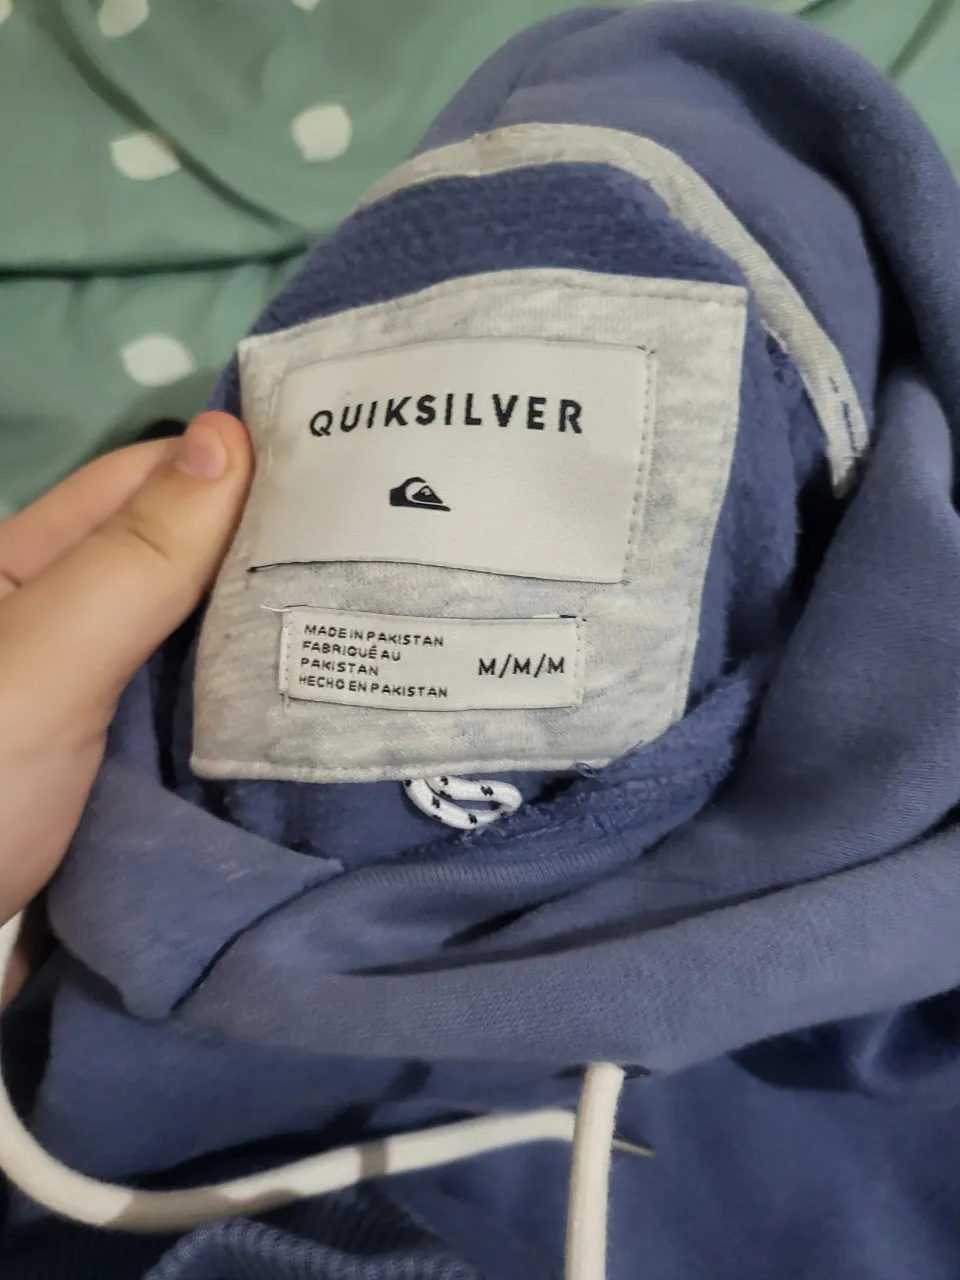 QUIKSILVER
MADE IN PAKISTAN
FABRIQUÉ AU
PAKISTAN
HECHO EN PAKISTAN
M/M/M